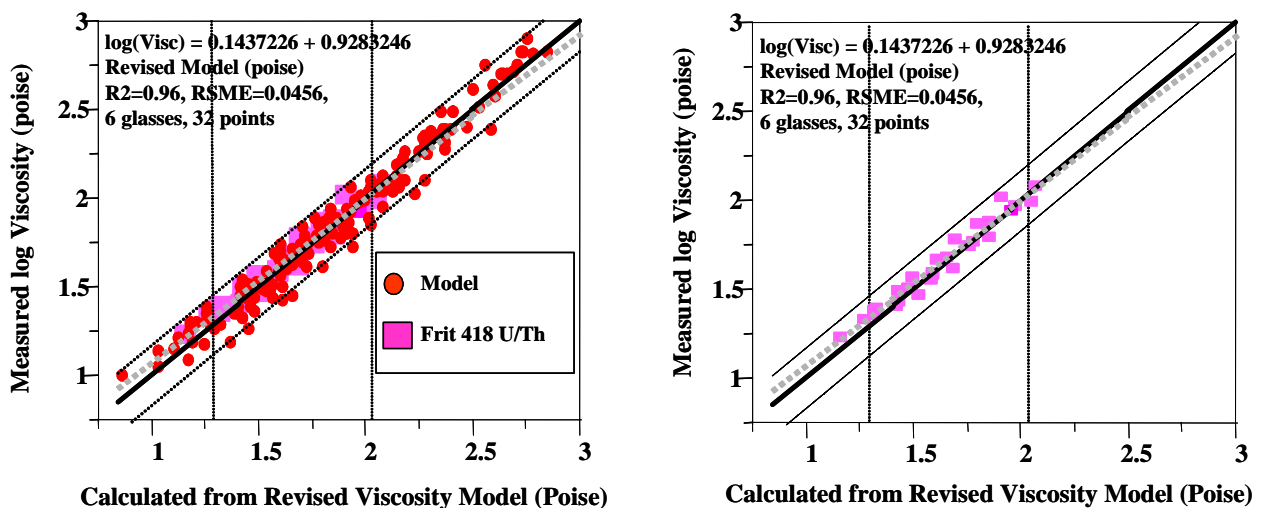 3
2.5
2
1.5
1
Measured log Viscosity (poise)
log(Visc) = 0.1437226 + 0.9283246
Revised Model (poise)
R2=0.96, RSME=0.0456,
6 glasses, 32 points
Model
Frit 418 U/Th
1 1.5 2 2.5 3
Calculated from Revised Viscosity Model (Poise)
3
2.5
2
1.5
1
Measured log Viscosity (poise)
log(Visc) = 0.1437226 + 0.9283246
Revised Model (poise)
R2=0.96, RSME=0.0456,
6 glasses, 32 points
1 1.5 2 2.5 3
Calculated from Revised Viscosity Model (Poise)